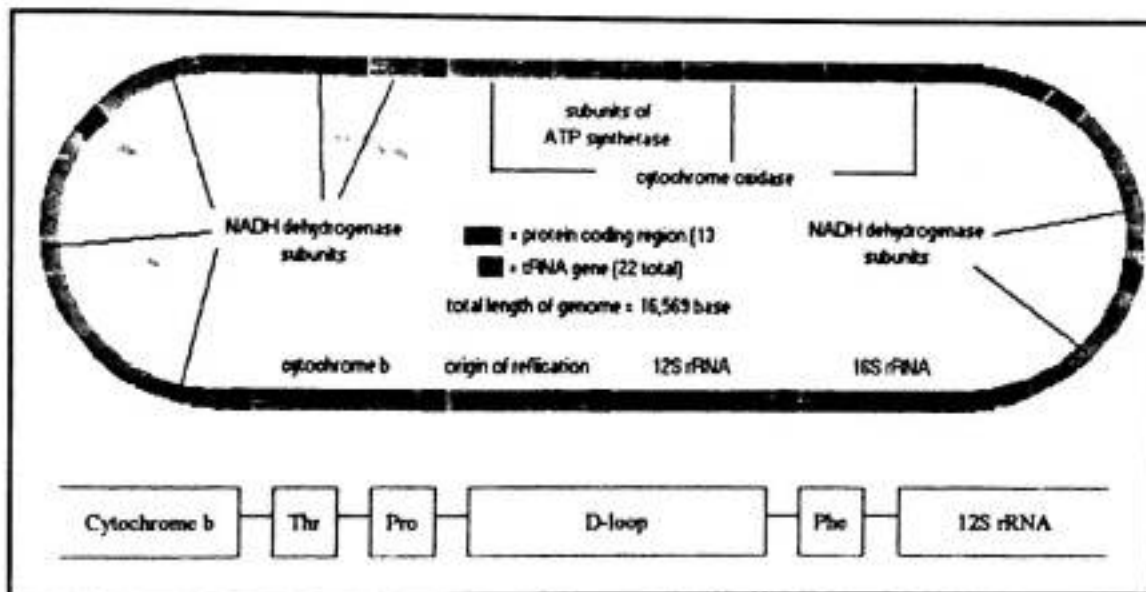 subunits of
ATP synthetase
cytochrome oxidase
NADH dehydrogenase
subunits
= protein coding region (13
= tRNA gene (22 total)
total length of genome = 16,569 base
NADH dehydrogenase
subunits
cytochrome b
origin of reflication
12S rRNA
16S rRNA
Cytochrome b
Thr
Pro
D-loop
Phe
12S rRNA